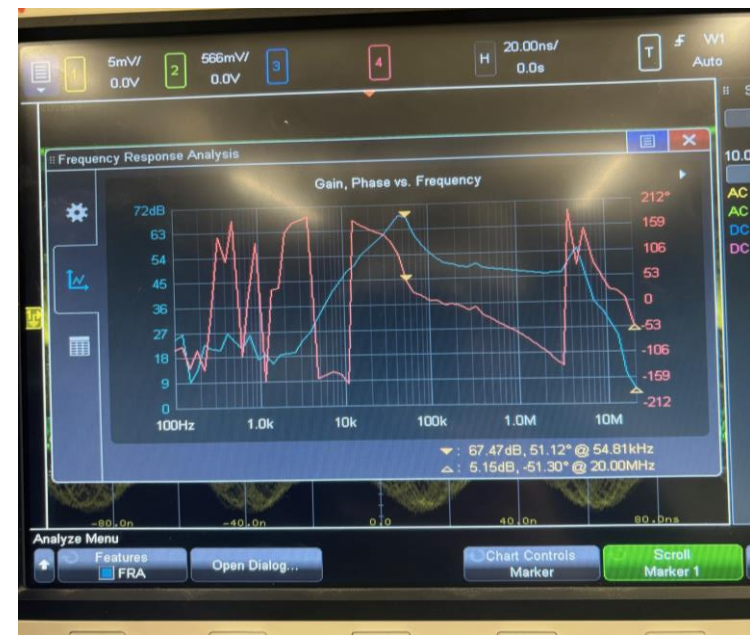 1 5mV/ 2 566mV/ 3 4 H 20.00ns/ T W1
0.0V 0.0V 0.0s Auto
Frequency Response Analysis
10.0
Gain, Phase vs. Frequency
72dB 212°
AC
63 159
AC
54 106
DC
DC
45 53
36 0
27 -53
18 -106
9 -159
0 -212
100Hz 1.0k 10k 100k 1.0M 10M
: 67.47dB, 51.12° @ 54.81kHz
: 5.15dB, -51.30° @ 20.00MHz
-80.0n -40.0n 0.0 40.0n 80.0ns
Analyze Menu
Features Chart Controls Scroll
FRA Open Dialog... Marker Marker 1